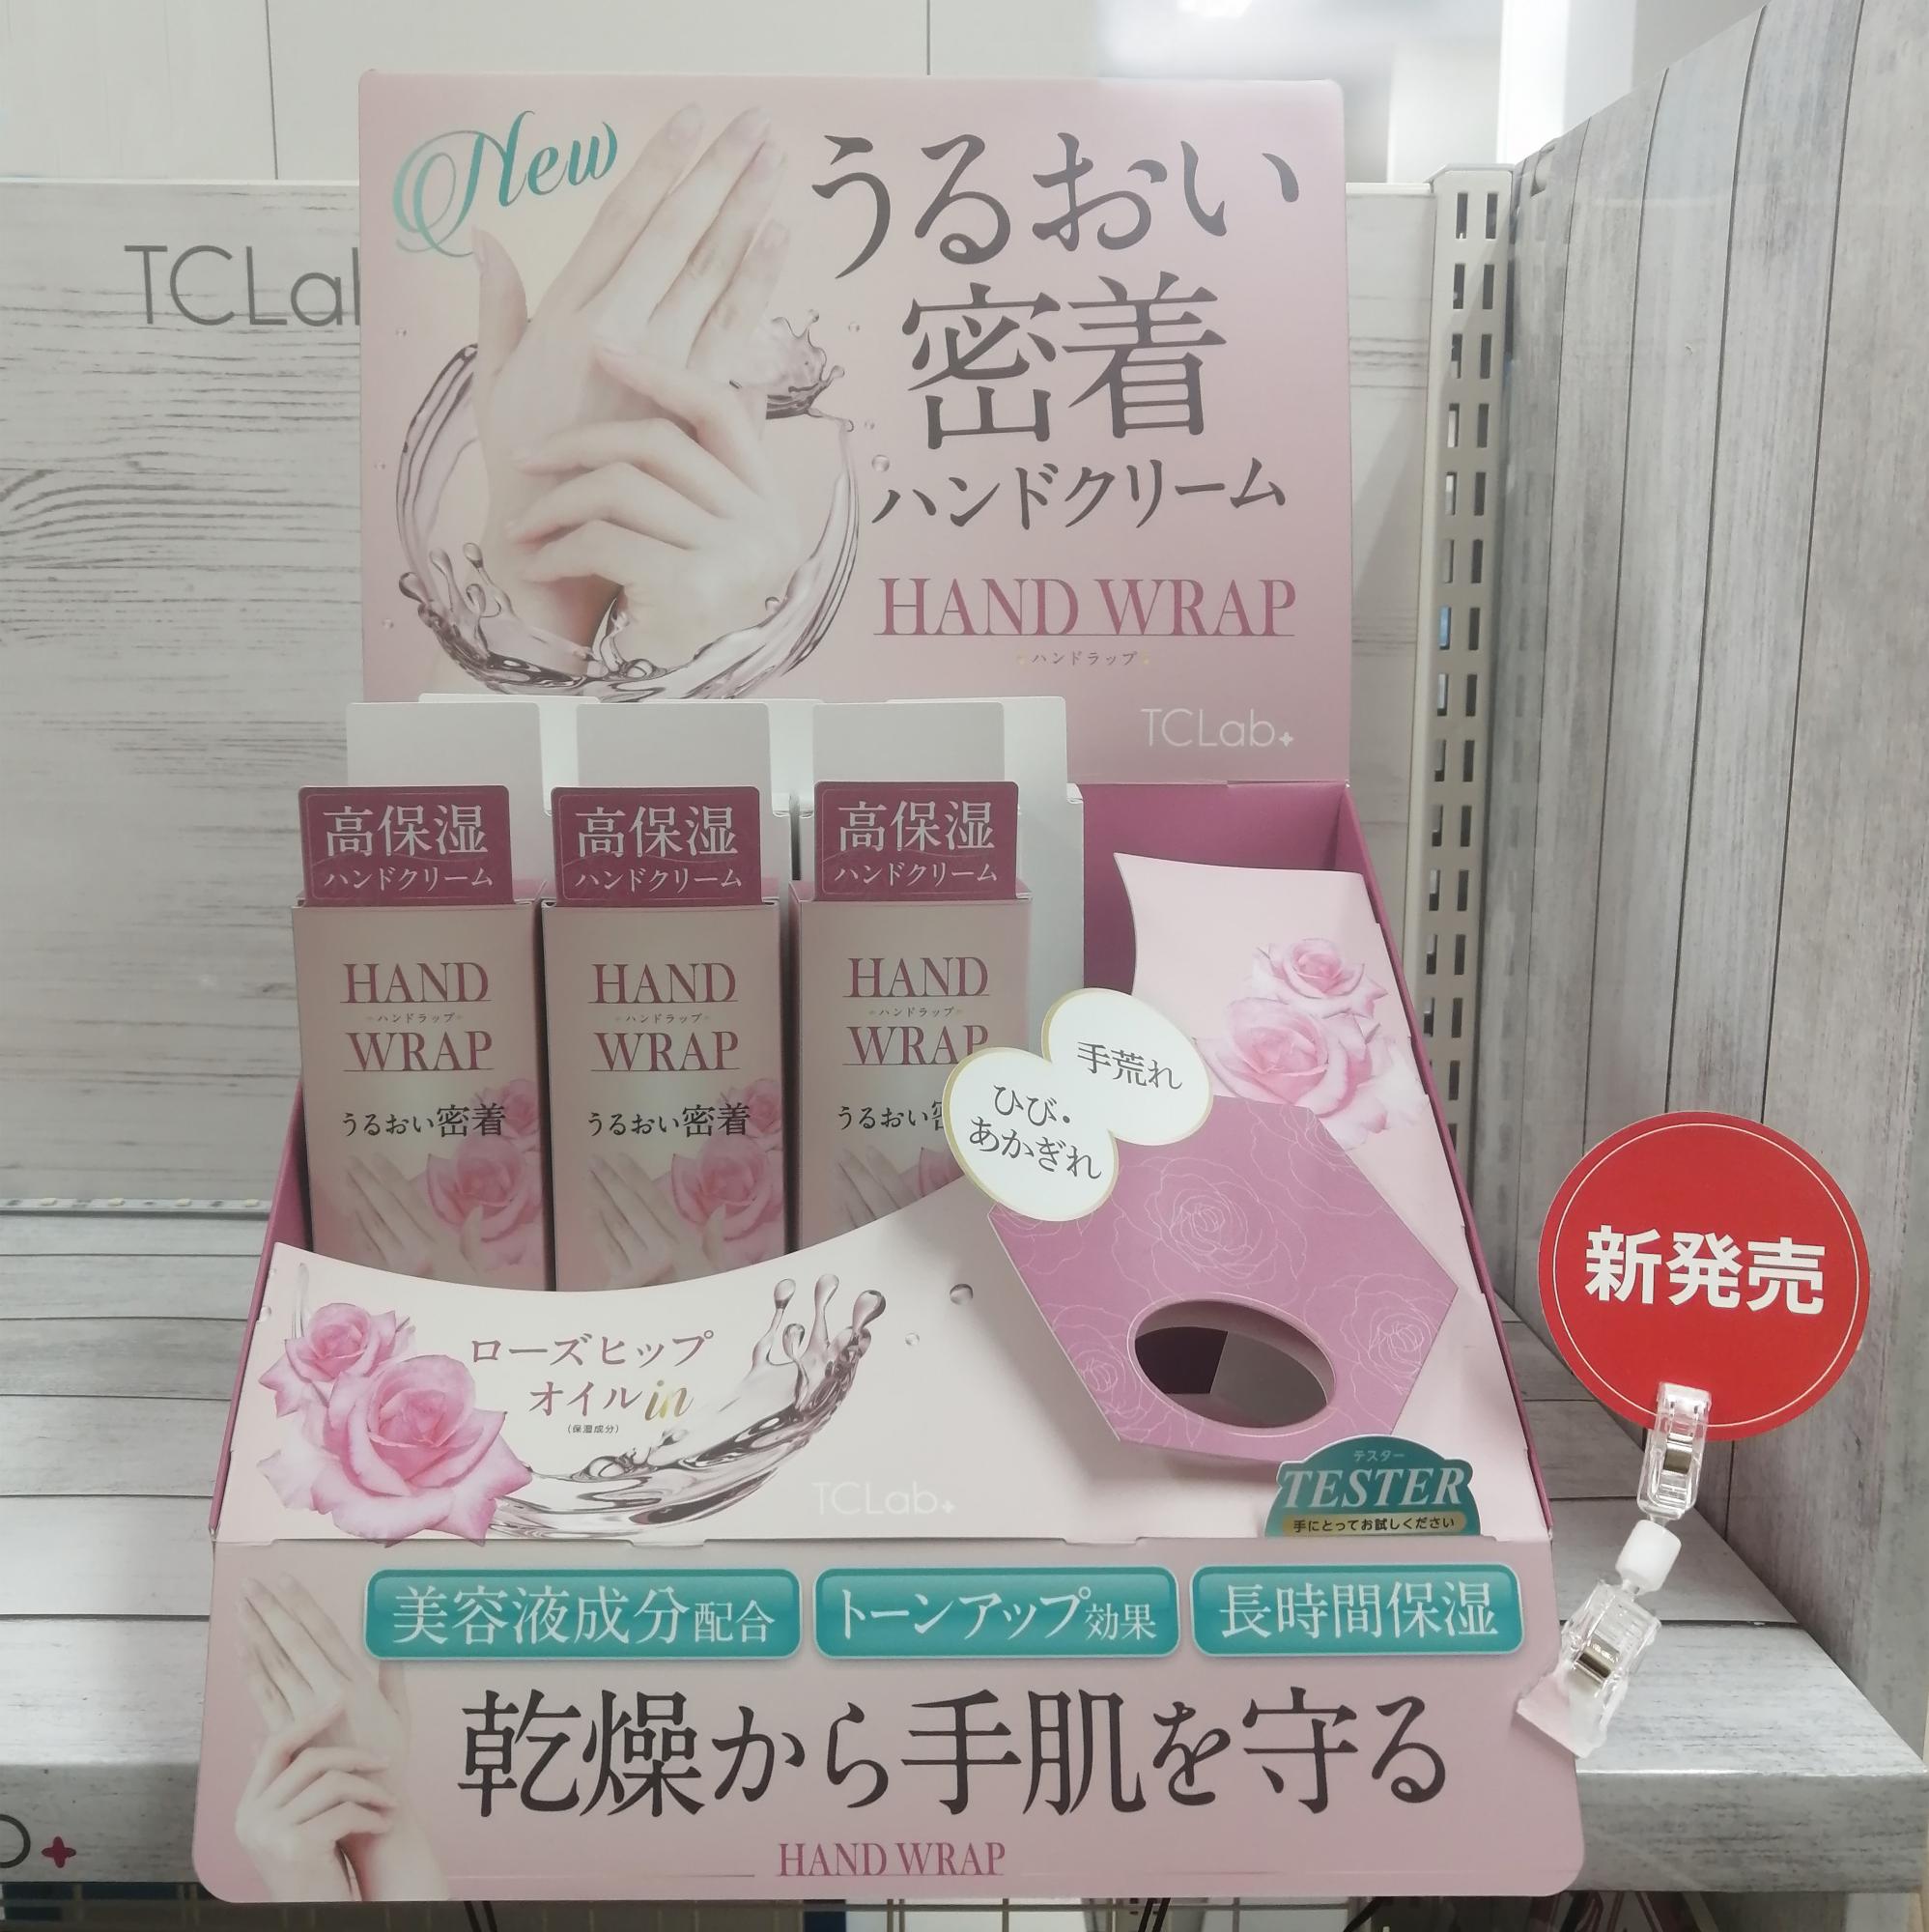 New
うるおい
密着
ハンドクリーム
HAND WRAP
ハンドラップ
TCLab
TCLab
高保湿
ハンドクリーム
HAND
ハンドラップ
WRAP
うるおい密着
高保湿
ハンドクリーム
HAND
ハンドラップ
WRAP
うるおい密着
高保湿
ハンドクリーム
HAND
ハンドラップ
WRAP
うるおい
手荒れ
ひび・
あかぎれ
新発売
ローズヒップ
オイルin
(保湿成分)
TCLab
テスター
TESTER
手にとってお試しください
美容液成分配合
トーンアップ効果
長時間保湿
乾燥から手肌を守る
HAND WRAP